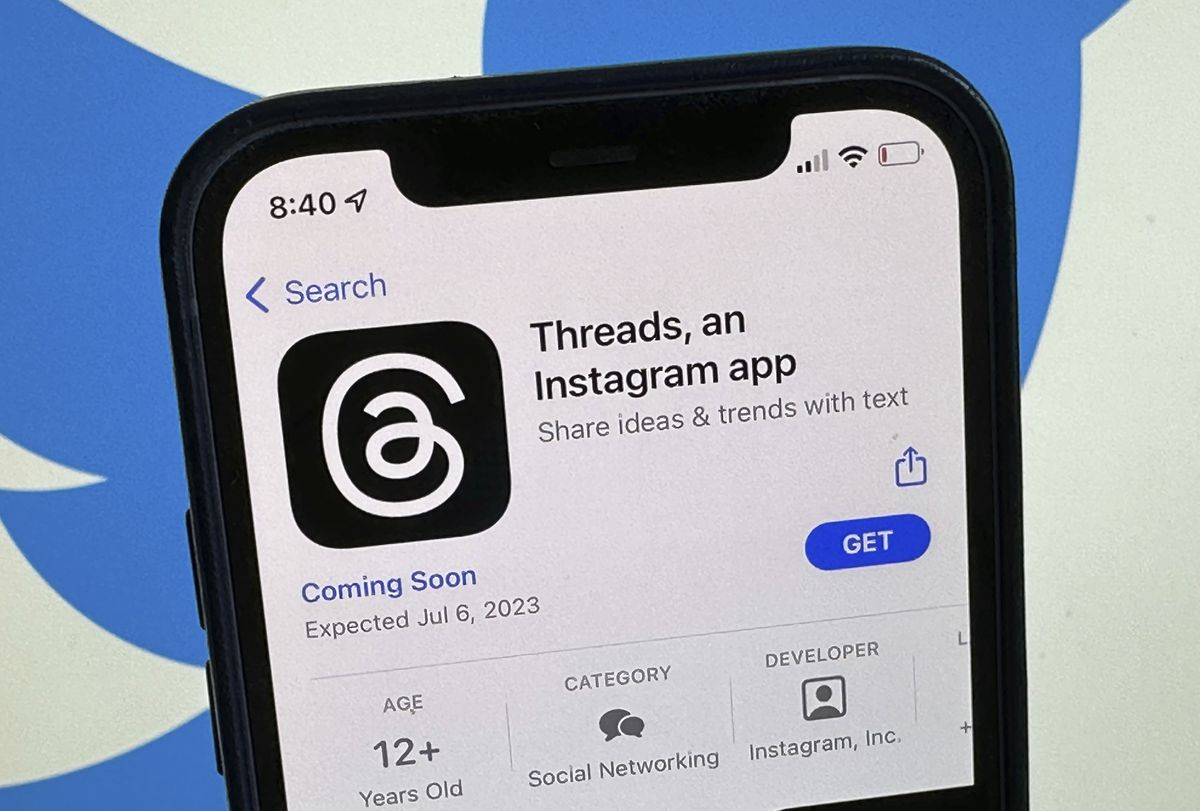 8:40
Search
Threads, an
Instagram app
Share ideas & trends with text
GET
Coming Soon
Expected Jul 6, 2023
AGE
12+
Years Old
CATEGORY
Social Networking
DEVELOPER
Instagram, Inc.
L
+